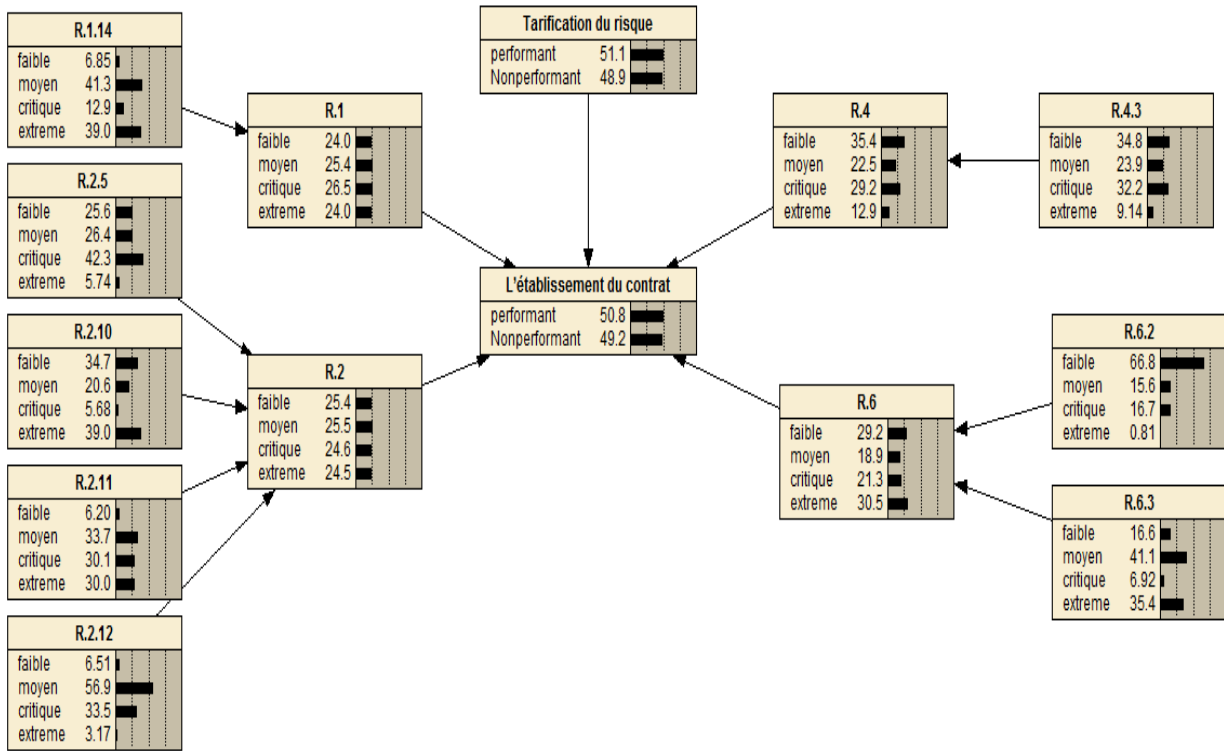 R.1.14
faible 6.85
moyen 41.3
critique 12.9
extreme 39.0
R.2.5
faible 25.6
moyen 26.4
critique 42.3
extreme 5.74
R.2.10
faible 34.7
moyen 20.6
critique 5.68
extreme 39.0
R.2.11
faible 6.20
moyen 33.7
critique 30.1
extreme 30.0
R.2.12
faible 6.51
moyen 56.9
critique 33.5
extreme 3.17
R.1
faible 24.0
moyen 25.4
critique 26.5
extreme 24.0
R.2
faible 25.4
moyen 25.5
critique 24.6
extreme 24.5
Tarification du risque
performant 51.1
Nonperformant 48.9
L'établissement du contrat
performant 50.8
Nonperformant 49.2
R.4
faible 35.4
moyen 22.5
critique 29.2
extreme 12.9
R.6
faible 29.2
moyen 18.9
critique 21.3
extreme 30.5
R.4.3
faible 34.8
moyen 23.9
critique 32.2
extreme 9.14
R.6.2
faible 66.8
moyen 15.6
critique 16.7
extreme 0.81
R.6.3
faible 16.6
moyen 41.1
critique 6.92
extreme 35.4